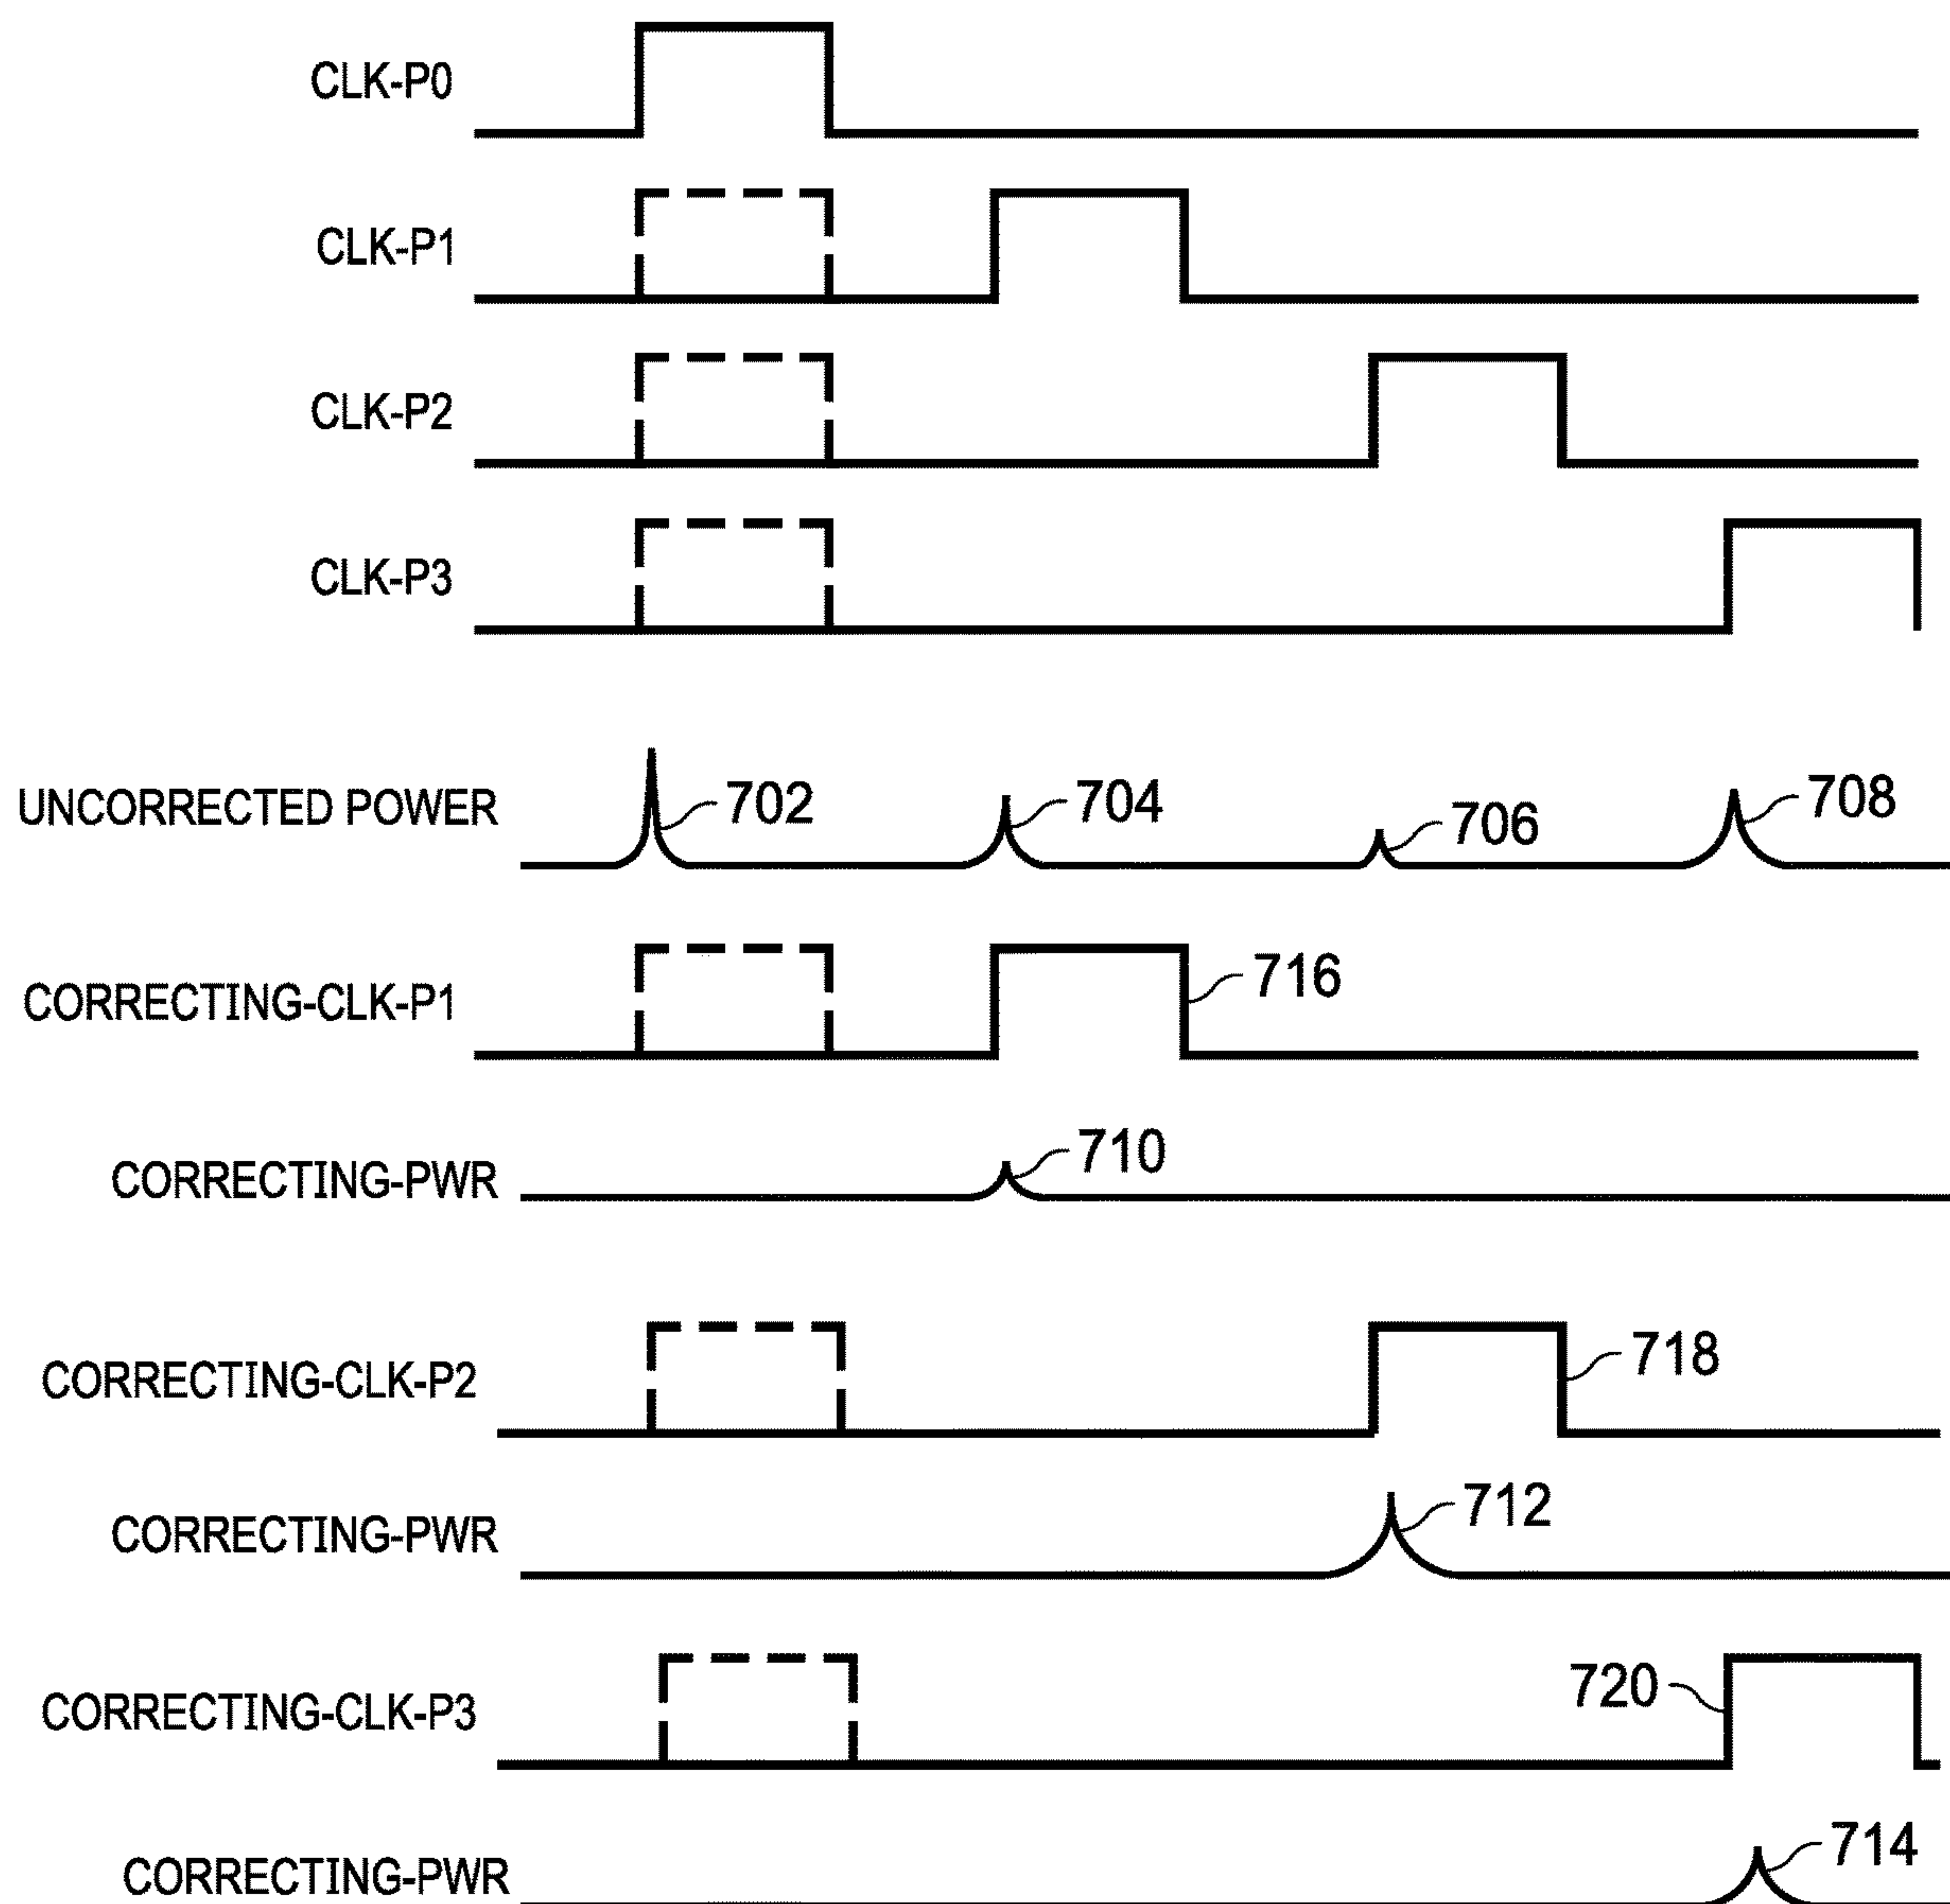 CLK-P0
CLK-P1
CLK-P2
CLK-P3
UNCORRECTED POWER 702 704 706 708
CORRECTING-CLK-P1 716
CORRECTING-PWR 710
CORRECTING-CLK-P2 718
CORRECTING-PWR 712
CORRECTING-CLK-P3 720
CORRECTING-PWR 714